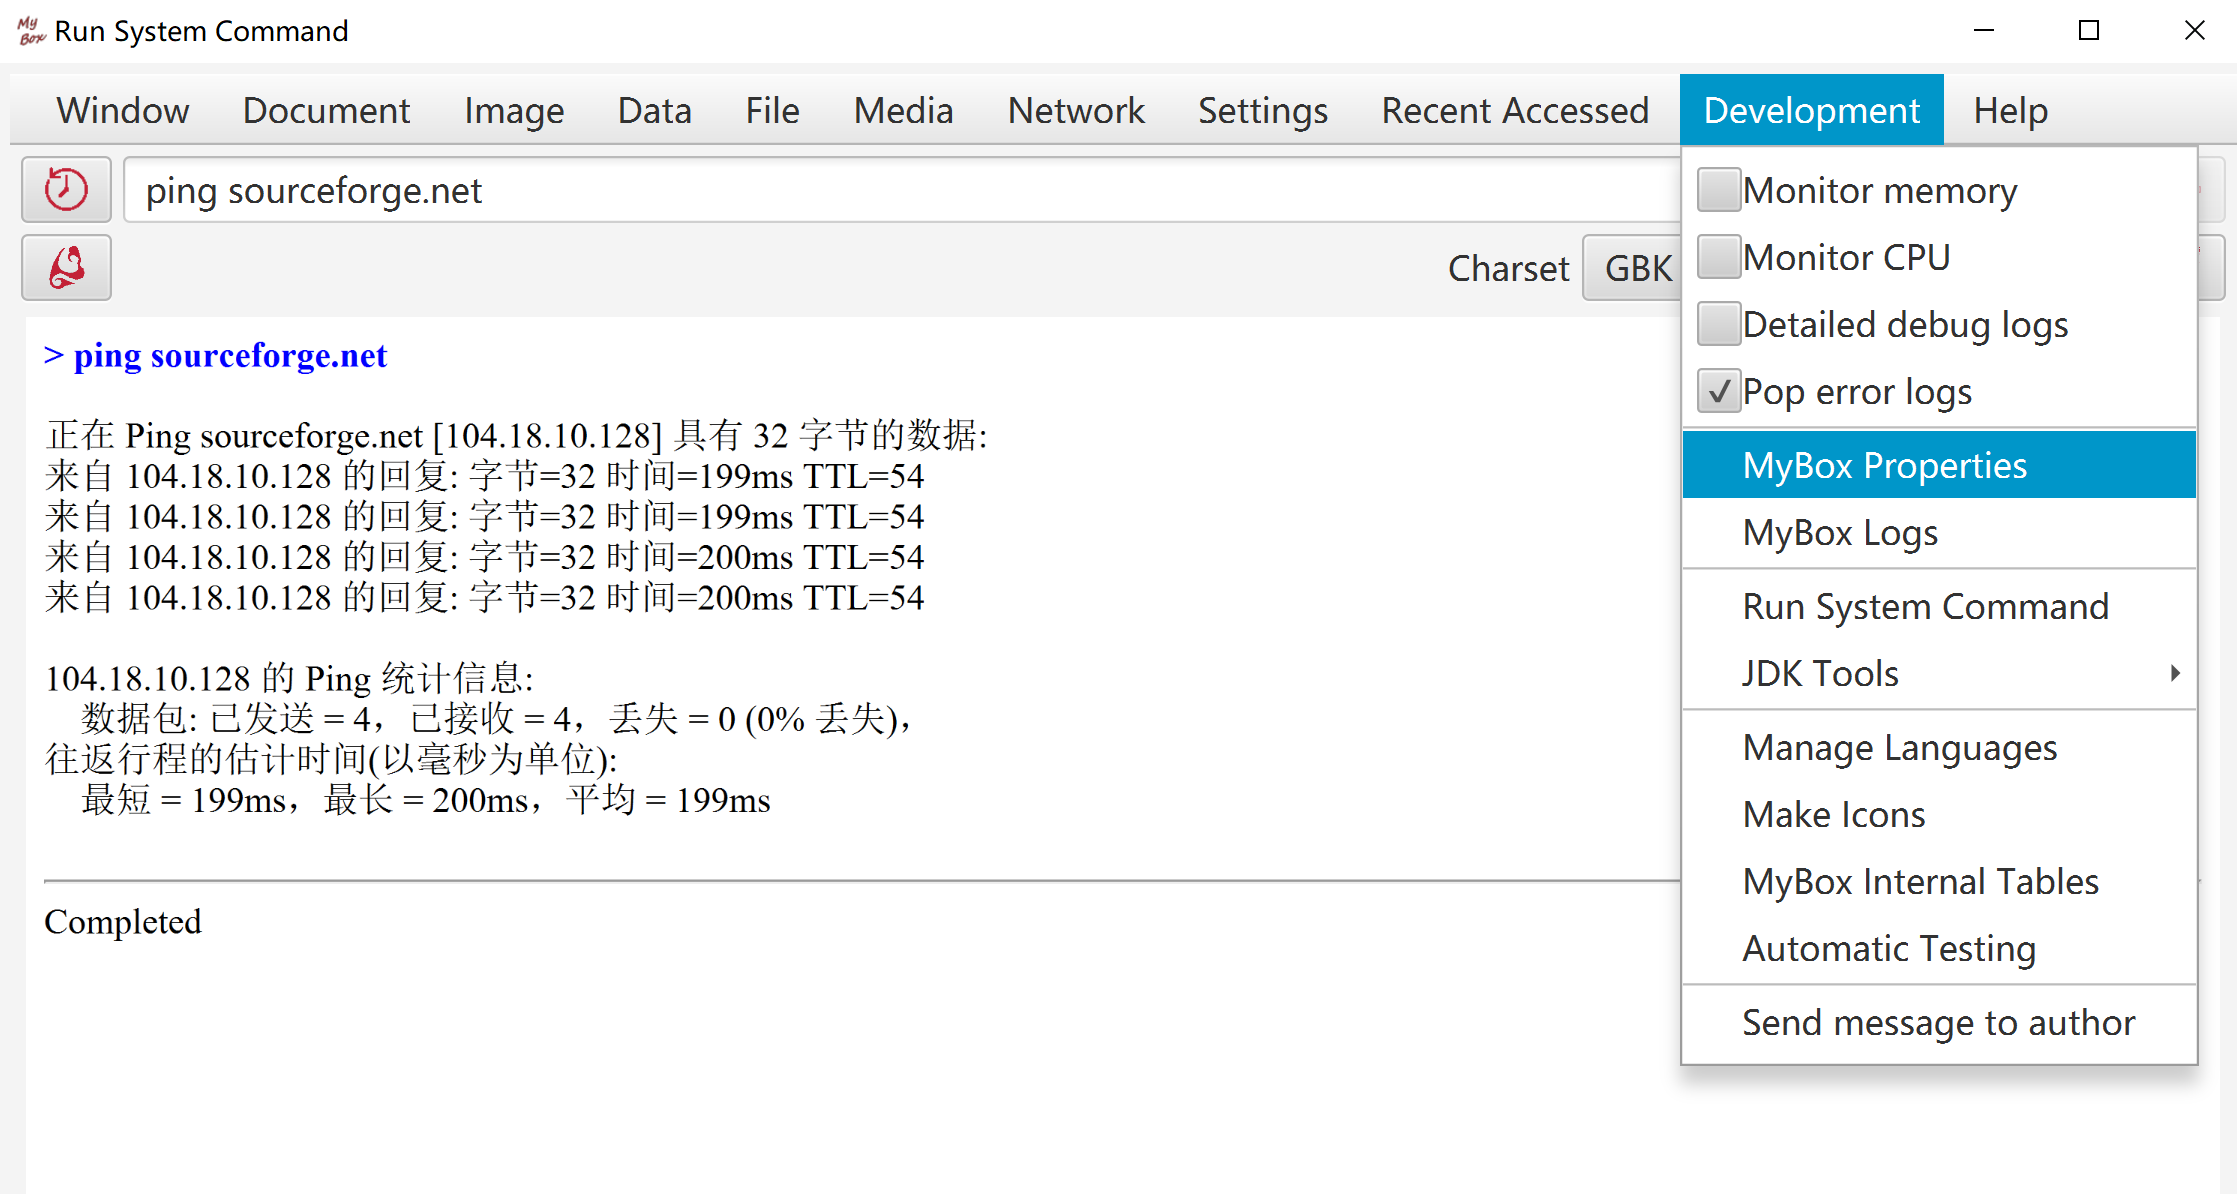 My Box Run System Command
Window Document Image Data File Media Network Settings Recent Accessed Development Help
ping sourceforge.net
Charset GBK
> ping sourceforge.net
正在 Ping sourceforge.net [104.18.10.128] 具有 32 字节的数据:
来自 104.18.10.128 的回复: 字节=32 时间=199ms TTL=54
来自 104.18.10.128 的回复: 字节=32 时间=199ms TTL=54
来自 104.18.10.128 的回复: 字节=32 时间=200ms TTL=54
来自 104.18.10.128 的回复: 字节=32 时间=200ms TTL=54
104.18.10.128 的 Ping 统计信息:
数据包: 已发送 = 4，已接收 = 4，丢失 = 0 (0% 丢失)，
往返行程的估计时间(以毫秒为单位):
最短 = 199ms，最长 = 200ms，平均 = 199ms
Completed
Monitor memory
Monitor CPU
Detailed debug logs
Pop error logs
MyBox Properties
MyBox Logs
Run System Command
JDK Tools
Manage Languages
Make Icons
MyBox Internal Tables
Automatic Testing
Send message to author